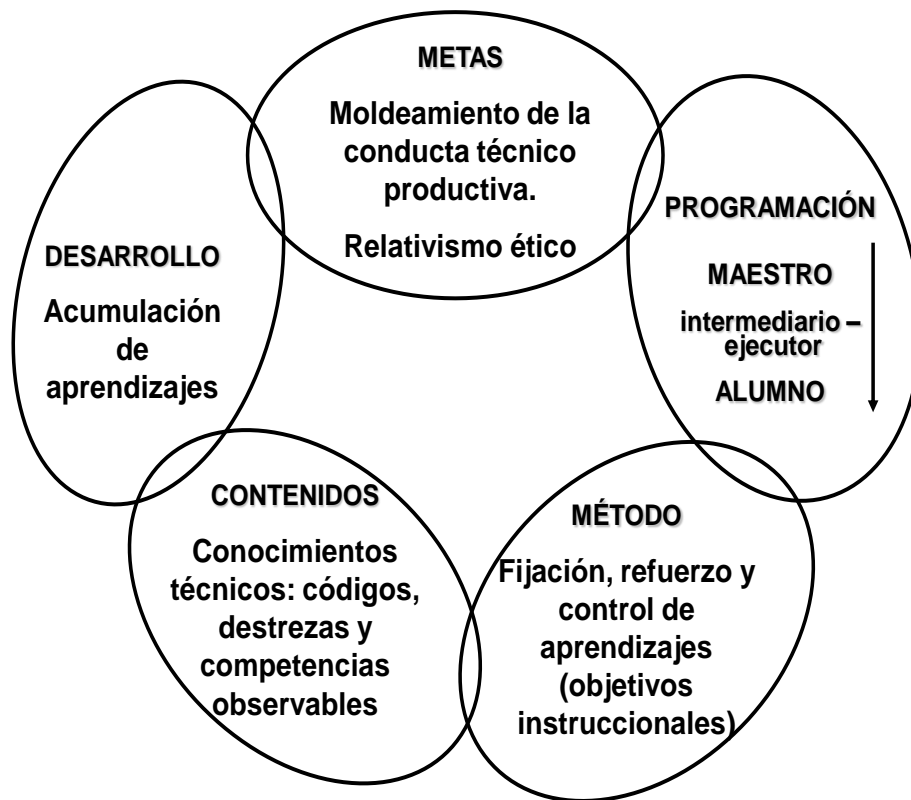 METAS
Moldeamiento de la
conducta técnico
productiva.
Relativismo ético
PROGRAMACIÓN
MAESTRO
intermediario –
ejecutor
ALUMNO
DESARROLLO
Acumulación
de
aprendizajes
CONTENIDOS
Conocimientos
técnicos: códigos,
destrezas y
competencias
observables
MÉTODO
Fijación, refuerzo y
control de
aprendizajes
(objetivos
instruccionales)